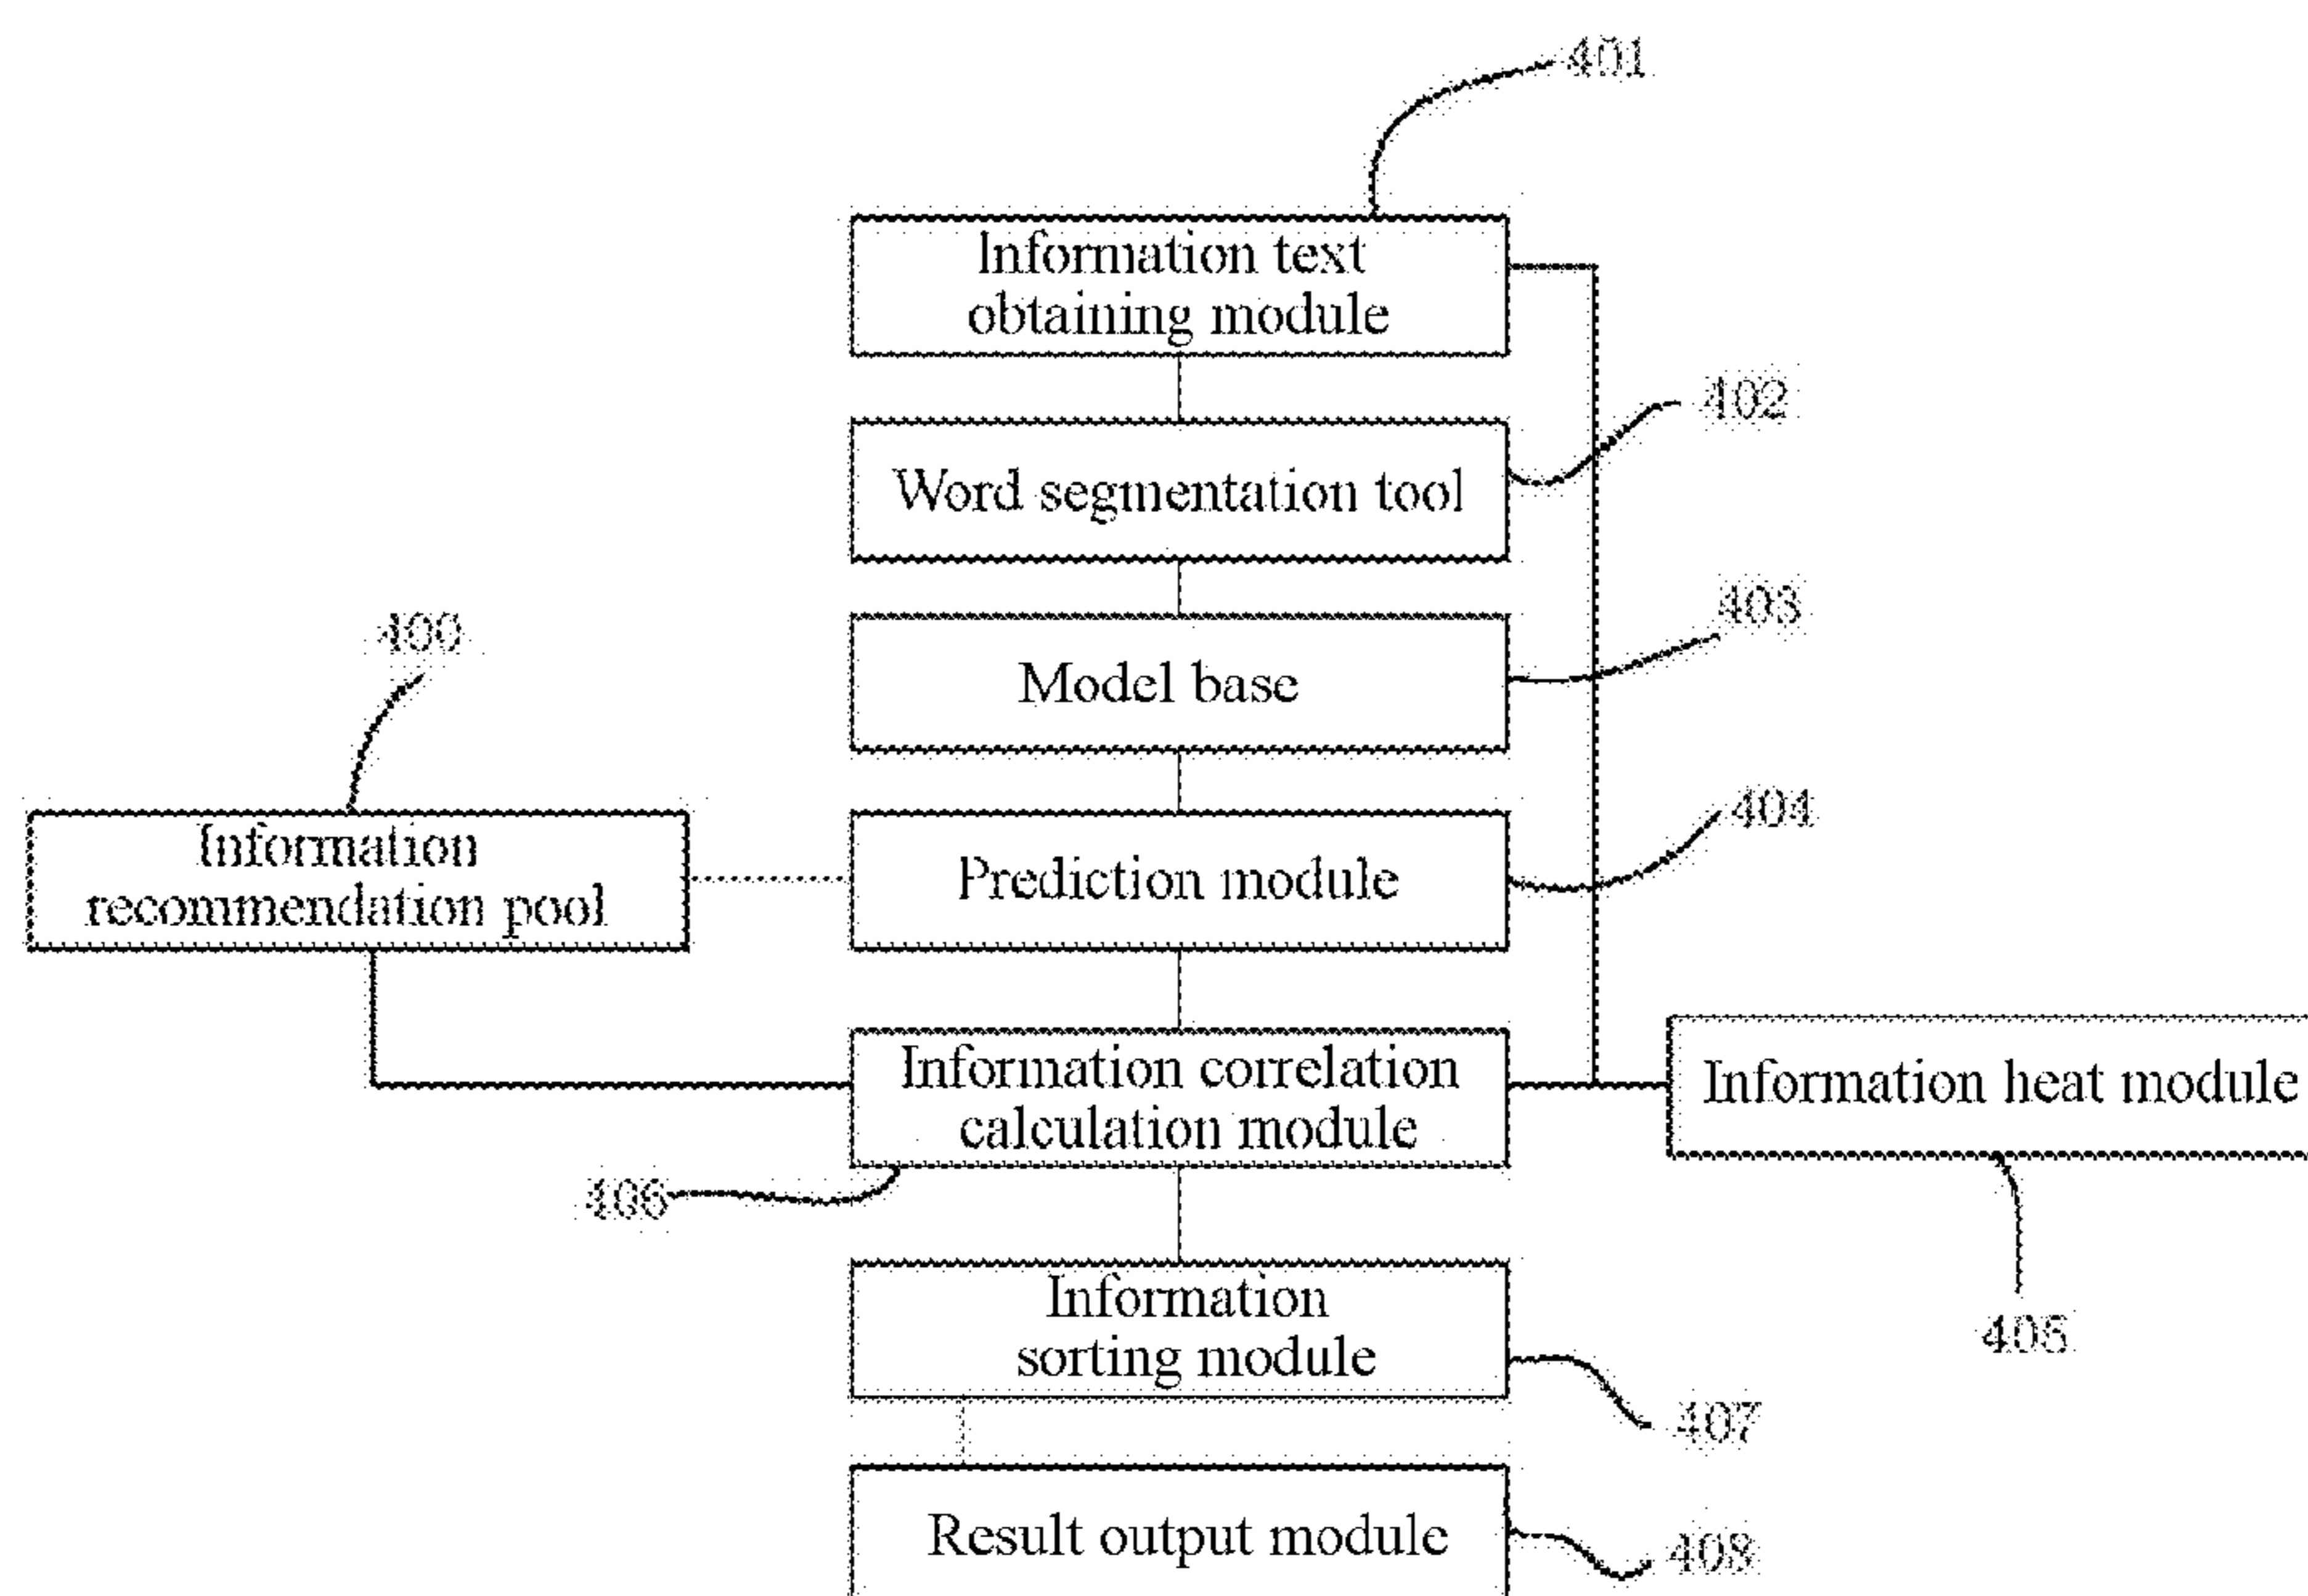 401
Information text
obtaining module
402
Word segmentation tool
403
Model base
400
404
Information
recommendation pool
Prediction module
Information correlation
calculation module
Information heat module
406
405
Information
sorting module
407
Result output module
408